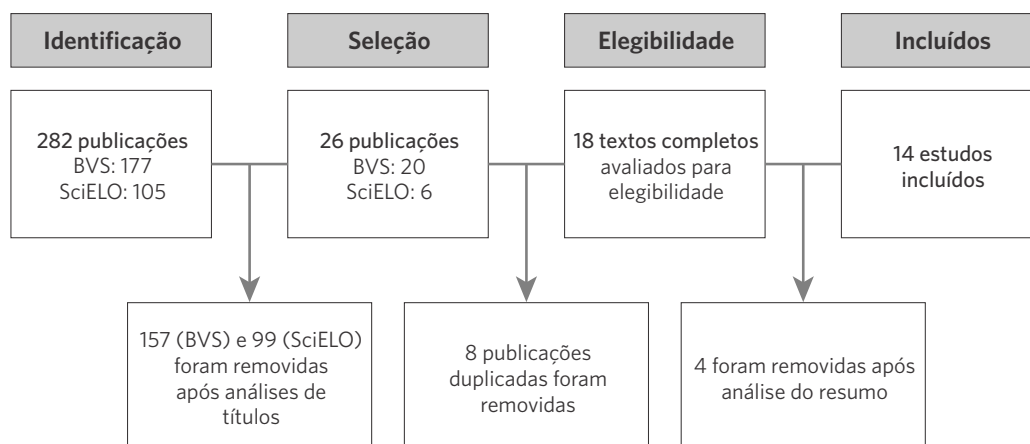 Identificação
Seleção
Elegibilidade
Incluídos
282 publicações
BVS: 177
SciELO: 105
26 publicações
BVS: 20
SciELO: 6
18 textos completos
avaliados para
elegibilidade
14 estudos
incluídos
157 (BVS) e 99 (SciELO)
foram removidas
após análises de
títulos
8 publicações
duplicadas foram
removidas
4 foram removidas após
análise do resumo